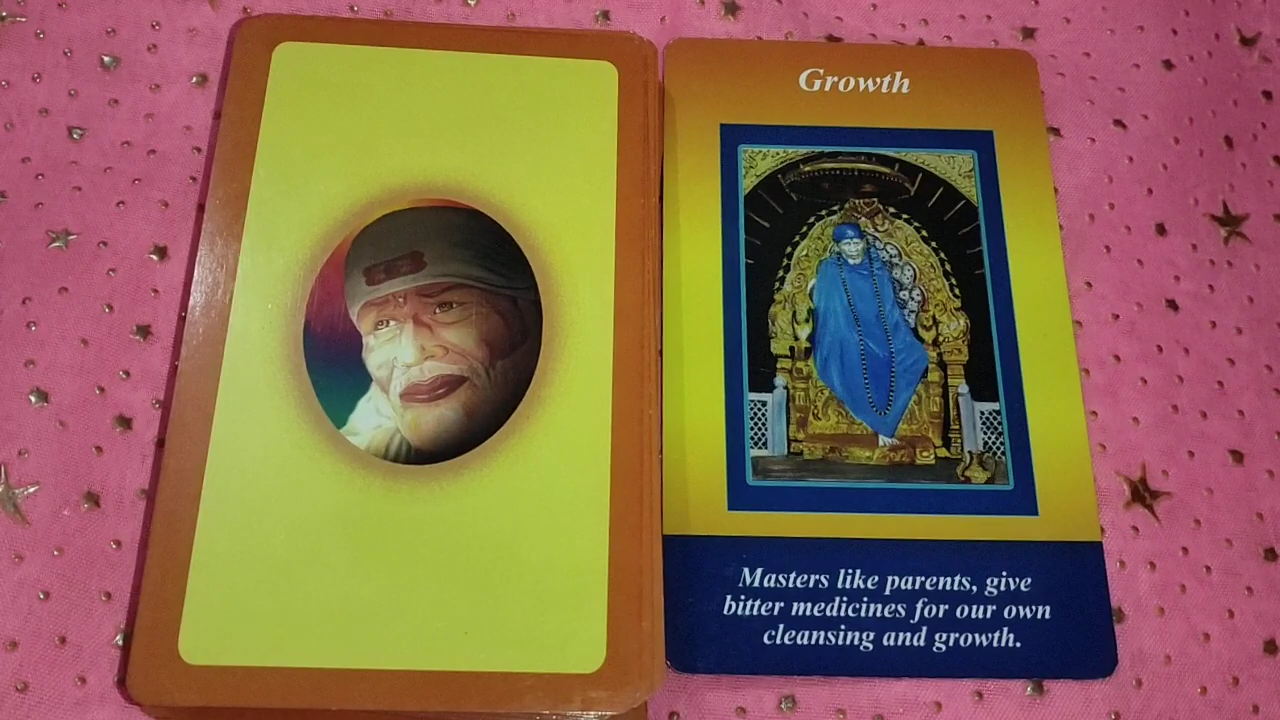 Growth
Masters like parents, give
bitter medicines for our own
cleansing and growth.